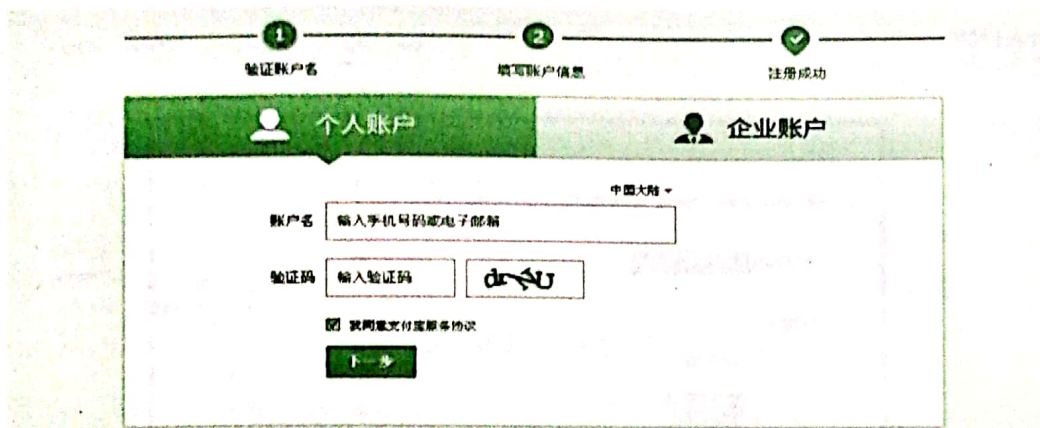 1
2
验证账户名
填写账户信息
注册成功
个人账户
企业账户
中国大陆
账户名
输入手机号码或电子邮箱
验证码
输入验证码
我同意支付宝服务协议
下一步